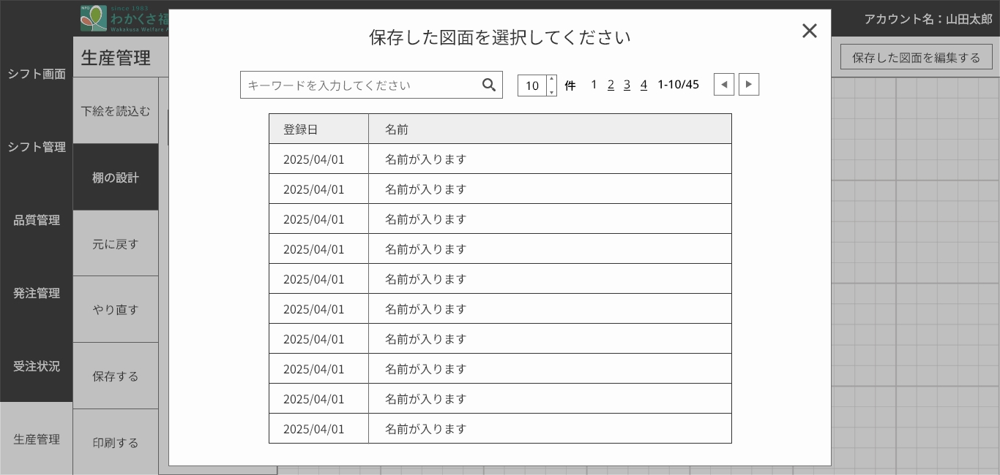 since 1983
NPO
わかくさ福
Wakakusa Welfare A
アカウント名：山田太郎
シフト画面
シフト管理
品質管理
発注管理
受注状況
生産管理
生産管理
保存した図面を編集する
下絵を読込む
棚の設計
元に戻す
やり直す
保存する
印刷する
保存した図面を選択してください
キーワードを入力してください
10 件 1 2 3 4 1-10/45
登録日 名前
2025/04/01 名前が入ります
2025/04/01 名前が入ります
2025/04/01 名前が入ります
2025/04/01 名前が入ります
2025/04/01 名前が入ります
2025/04/01 名前が入ります
2025/04/01 名前が入ります
2025/04/01 名前が入ります
2025/04/01 名前が入ります
2025/04/01 名前が入ります